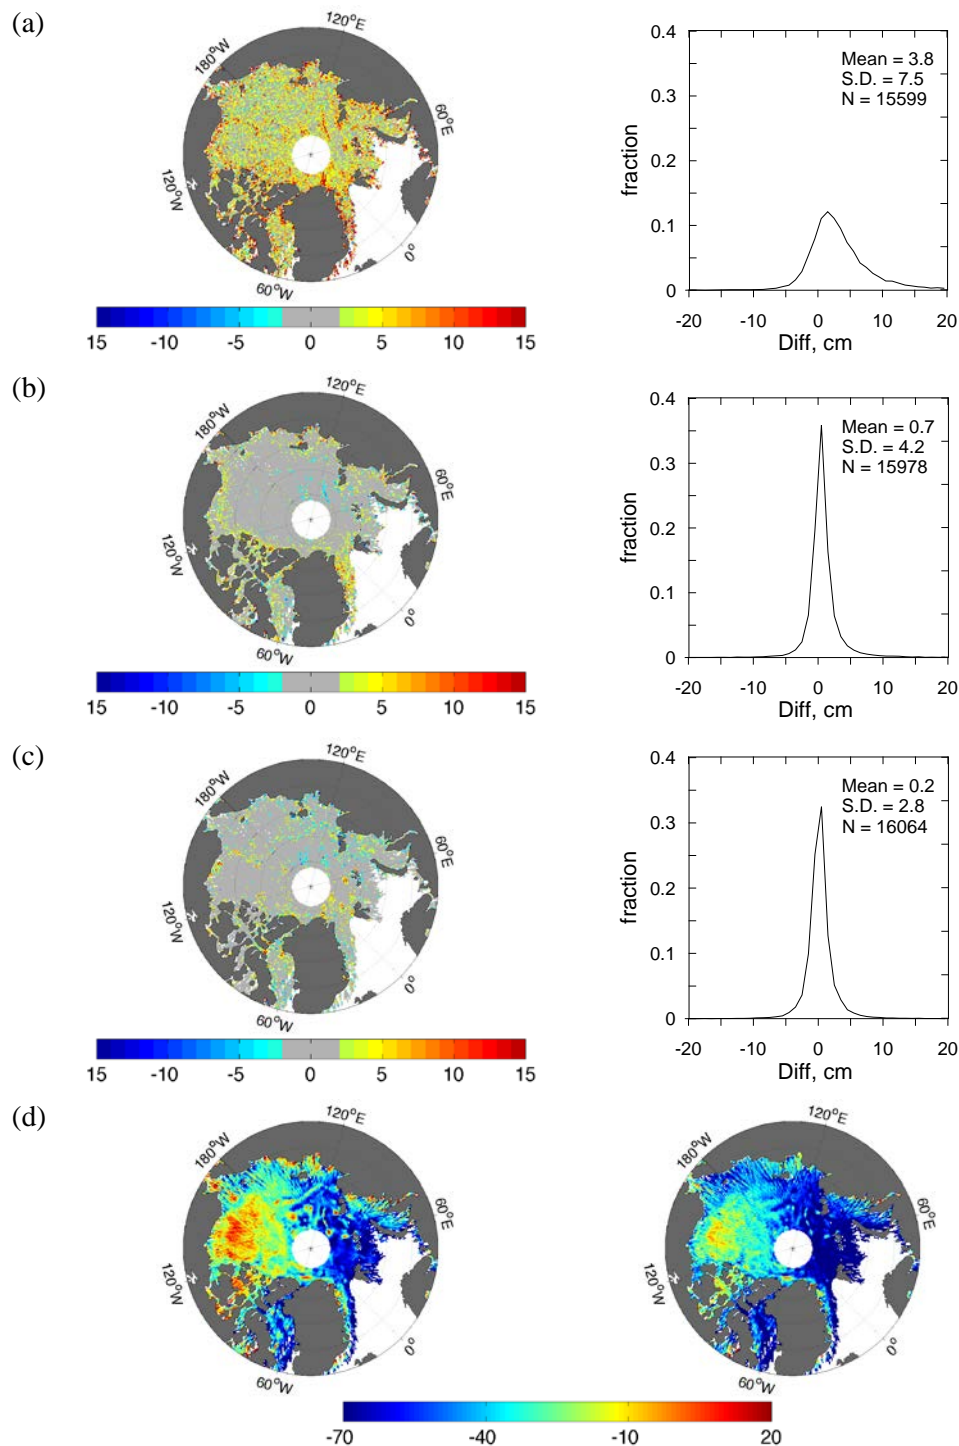 (a)
120°E
180°W
60°E
120°W
0°
60°W
15 -10 -5 0 5 10 15
0.4
0.3
0.2
0.1
0
fraction
Mean = 3.8
S.D. = 7.5
N = 15599
-20 -10 0 10 20
Diff, cm
(b)
120°E
180°W
60°E
120°W
0°
60°W
15 -10 -5 0 5 10 15
0.4
0.3
0.2
0.1
0
fraction
Mean = 0.7
S.D. = 4.2
N = 15978
-20 -10 0 10 20
Diff, cm
(c)
120°E
180°W
60°E
120°W
0°
60°W
15 -10 -5 0 5 10 15
0.4
0.3
0.2
0.1
0
fraction
Mean = 0.2
S.D. = 2.8
N = 16064
-20 -10 0 10 20
Diff, cm
(d)
120°E
180°W
60°E
120°W
0°
60°W
120°E
180°W
60°E
120°W
0°
60°W
-70 -40 -10 20